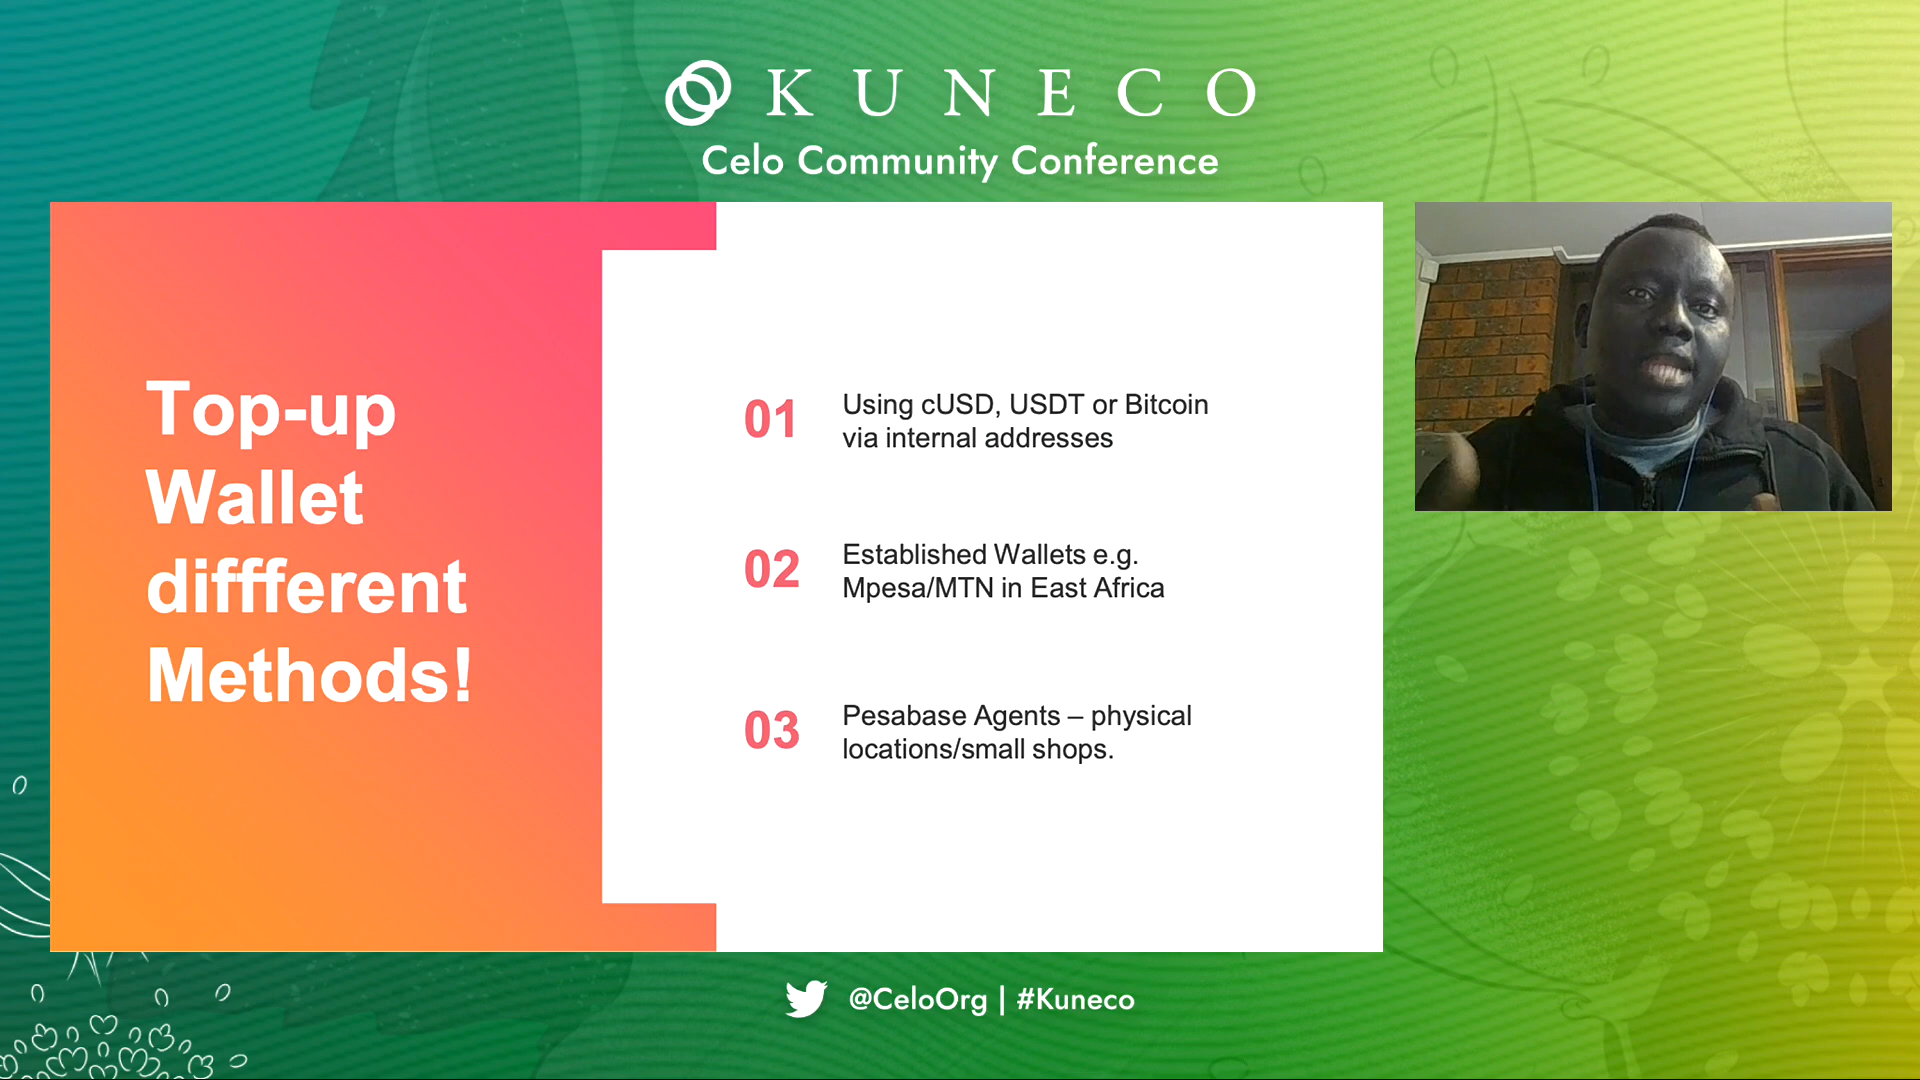 KUNECO
Celo Community Conference
Top-up
Wallet
diffferent
Methods!
01
Using cUSD, USDT or Bitcoin
via internal addresses
02
Established Wallets e.g.
Mpesa/MTN in East Africa
03
Pesabase Agents – physical
locations/small shops.
@CeloOrg | #Kuneco